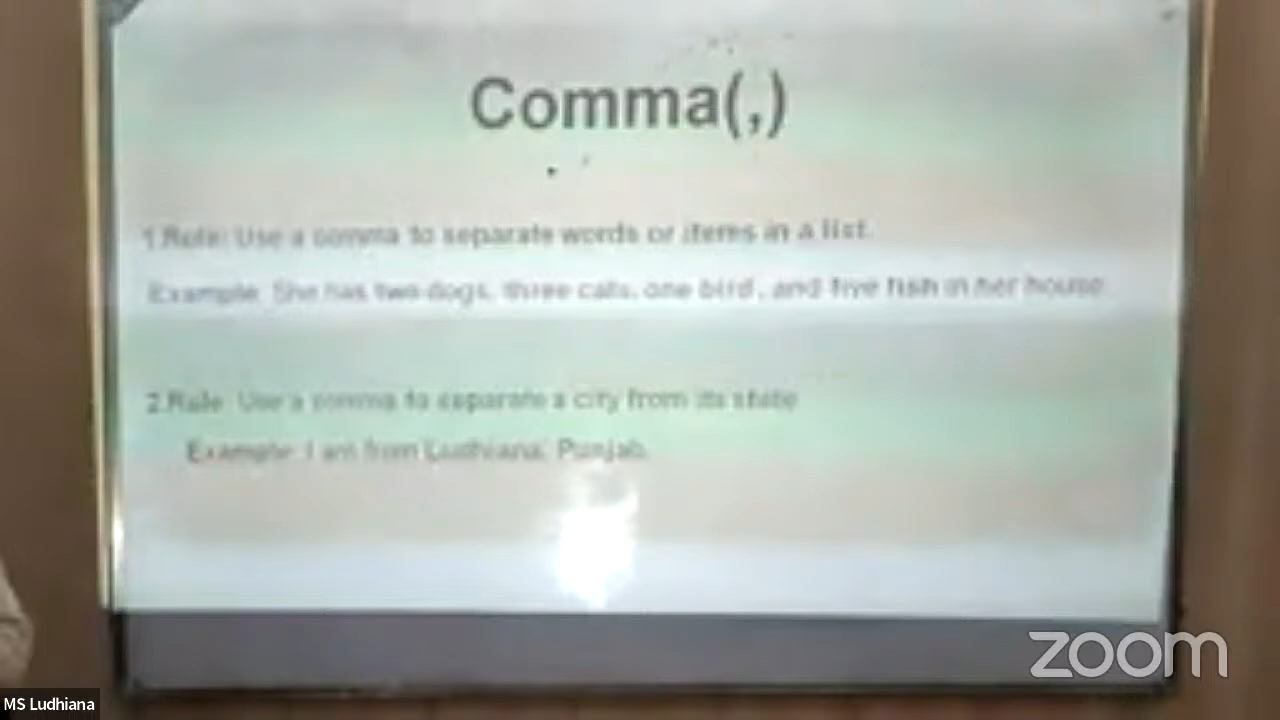 Comma(,)
1.Rule: Use a comma to separate words or items in a list.
Example: She has two dogs, three cats, one bird, and five fish in her house
2.Rule: Use a comma to separate a city from its state
Example: I am from Ludhiana, Punjab.
zoom
MS Ludhiana